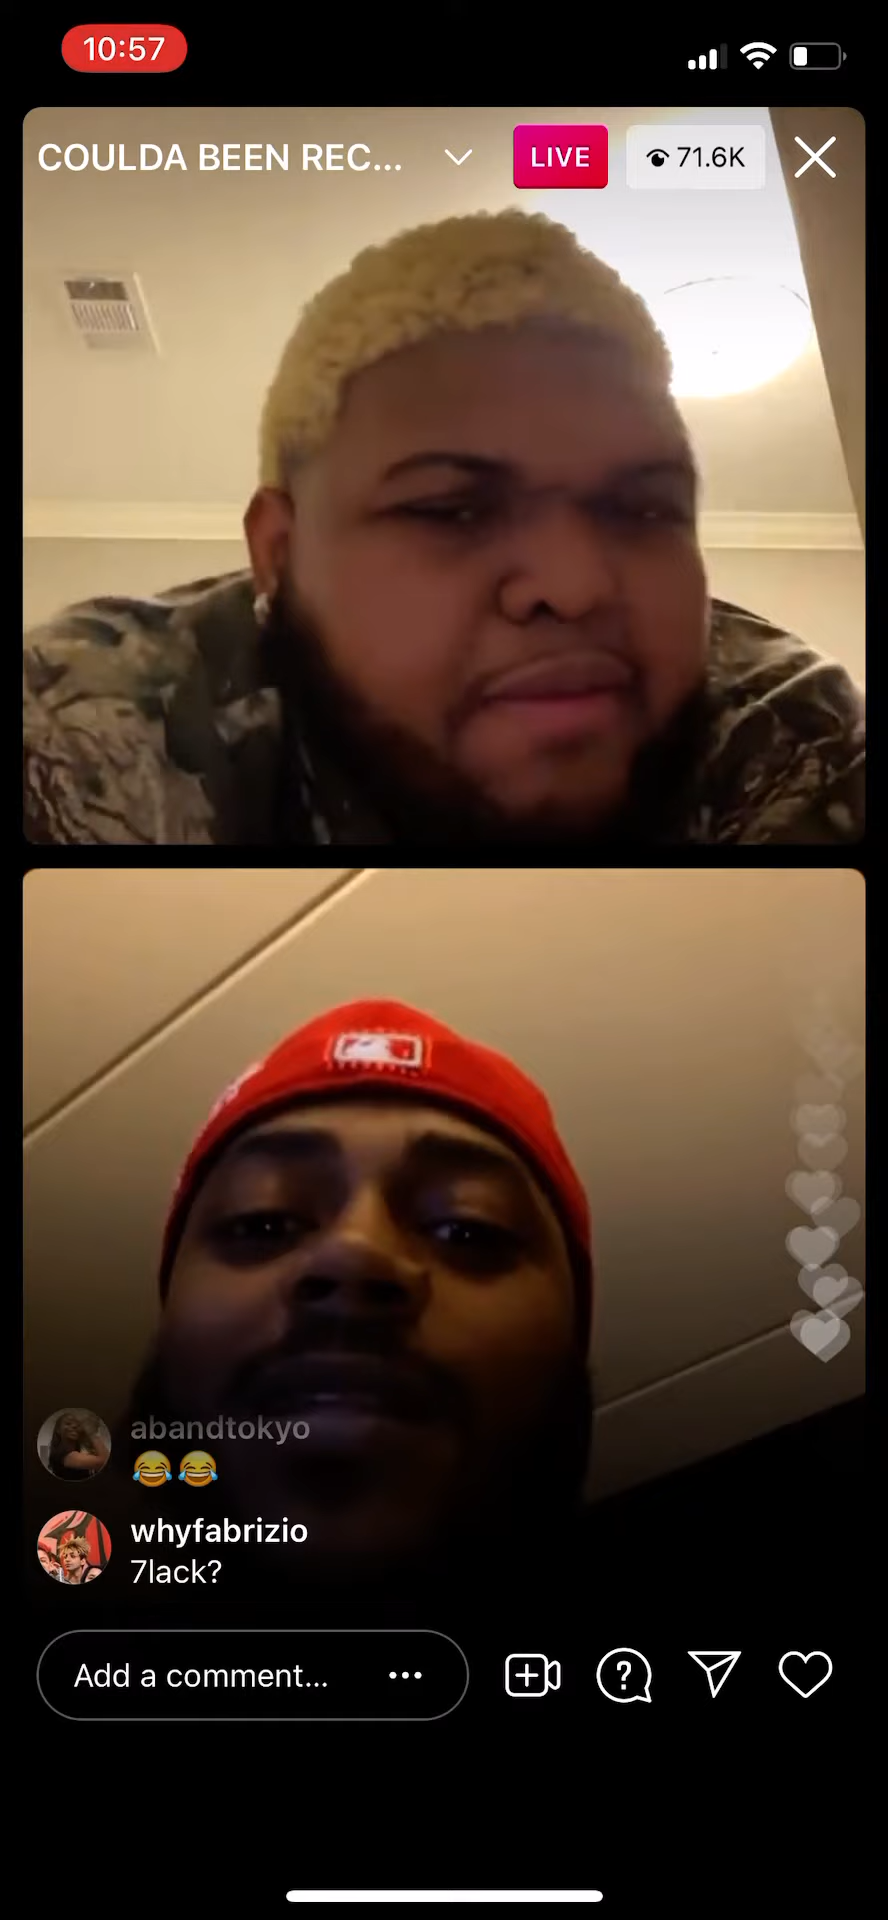 10:57
COULDA BEEN REC...
LIVE
71.6K
abandtokyo
😂😂
whyfabrizio
7lack?
Add a comment...